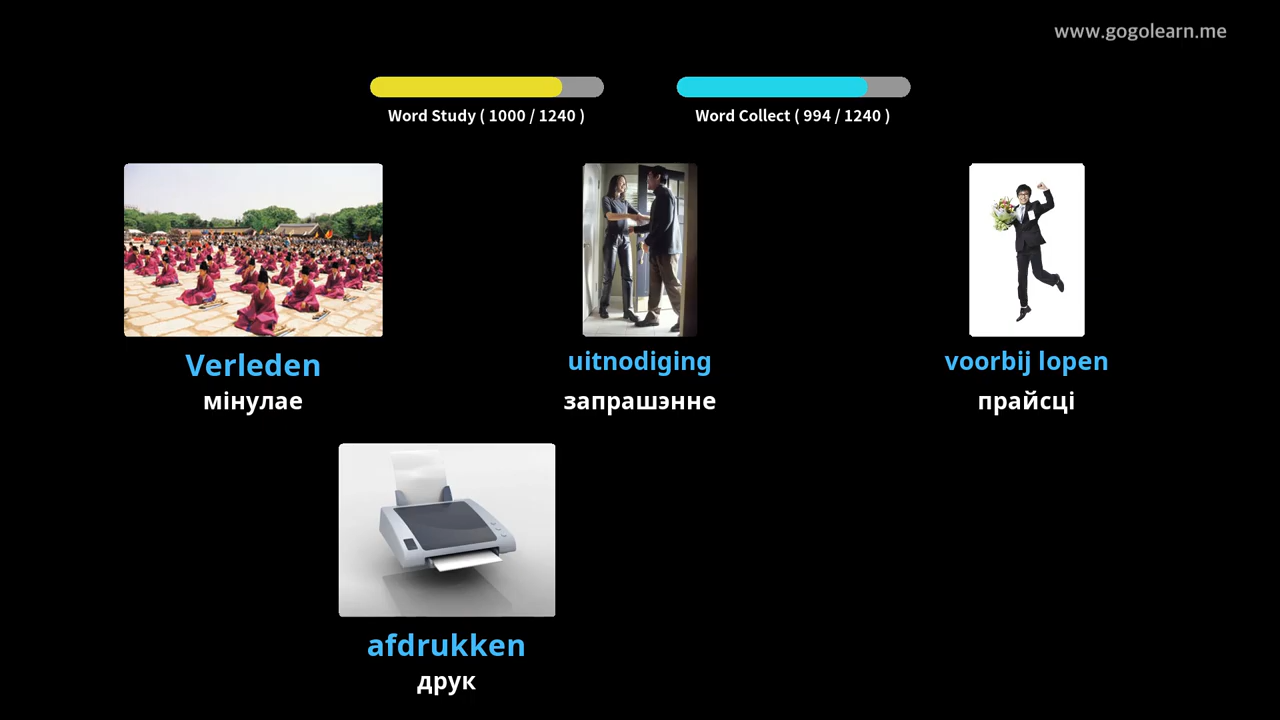 www.gogolearn.me
Word Study ( 1000 / 1240 )
Word Collect ( 994 / 1240 )
Verleden
мінулае
uitnodiging
запрашэнне
voorbij lopen
прайсці
afdrukken
друк